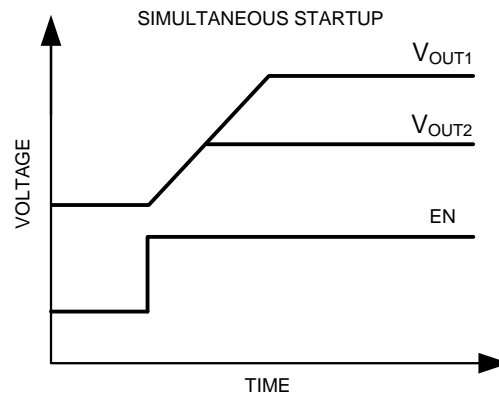 SIMULTANEOUS STARTUP
VOUT1
VOUT2
VOLTAGE
EN
TIME